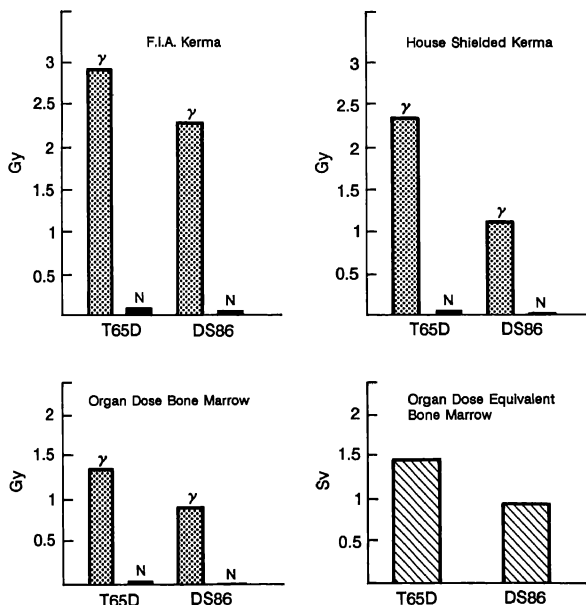 F.I.A. Kerma
3
2.5
2
1.5
1
0.5
Gy
γ
N
γ
N
T65D DS86
House Shielded Kerma
3
2.5
2
1.5
1
0.5
Gy
γ
N
γ
N
T65D DS86
Organ Dose Bone Marrow
2
1.5
1
0.5
Gy
γ
N
γ
N
T65D DS86
Organ Dose Equivalent
Bone Marrow
2
1.5
1
0.5
Sv
T65D DS86